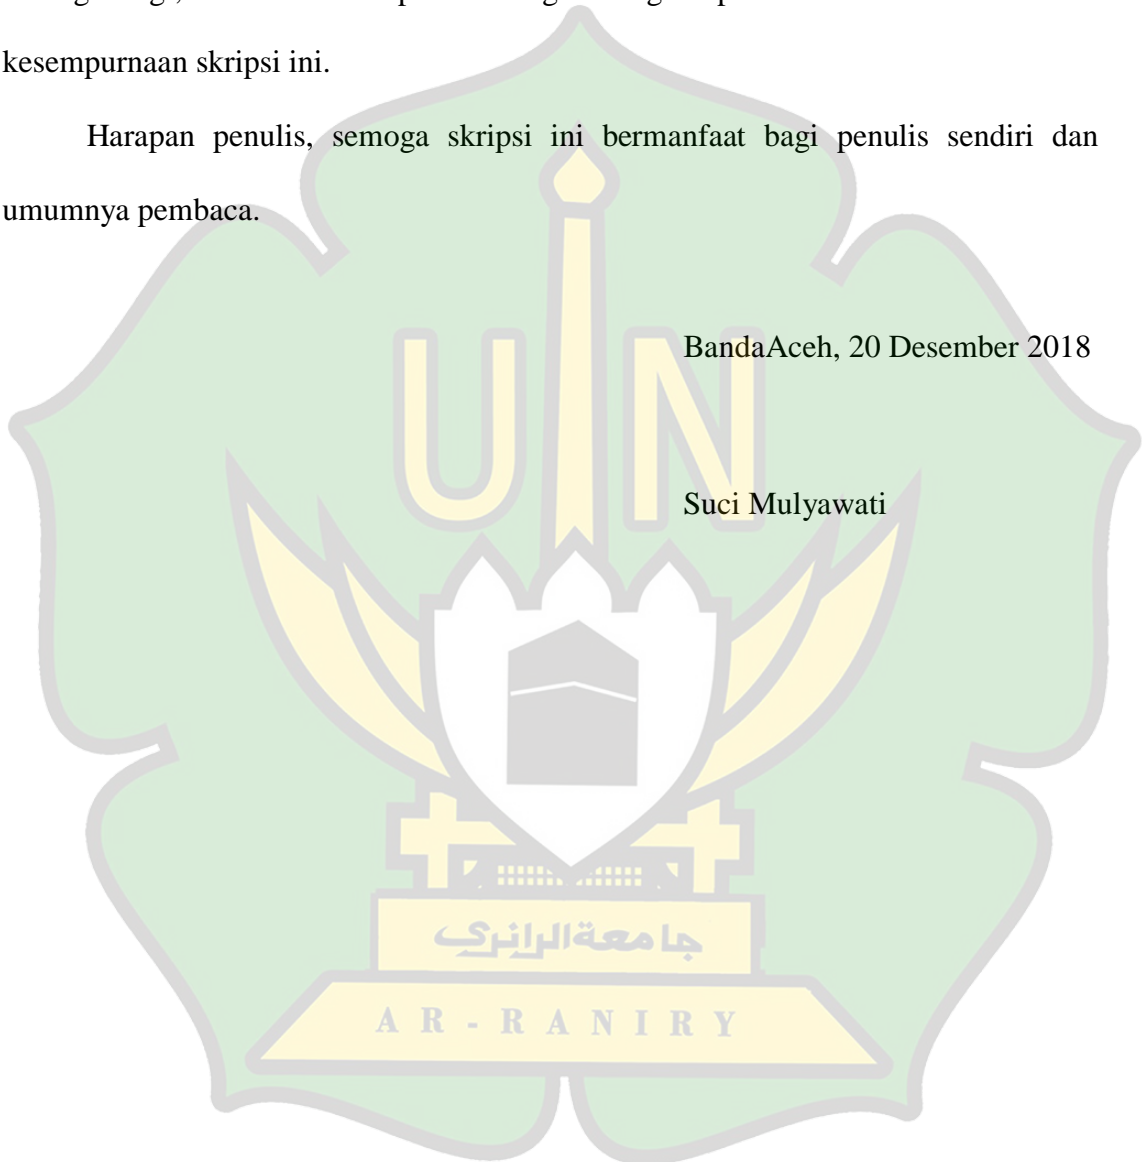 kesempurnaan skripsi ini.
Harapan penulis, semoga skripsi ini bermanfaat bagi penulis sendiri dan
umumnya pembaca.
BandaAceh, 20 Desember 2018
Suci Mulyawati
UIN
جامعةالرانري
AR-RANIRY